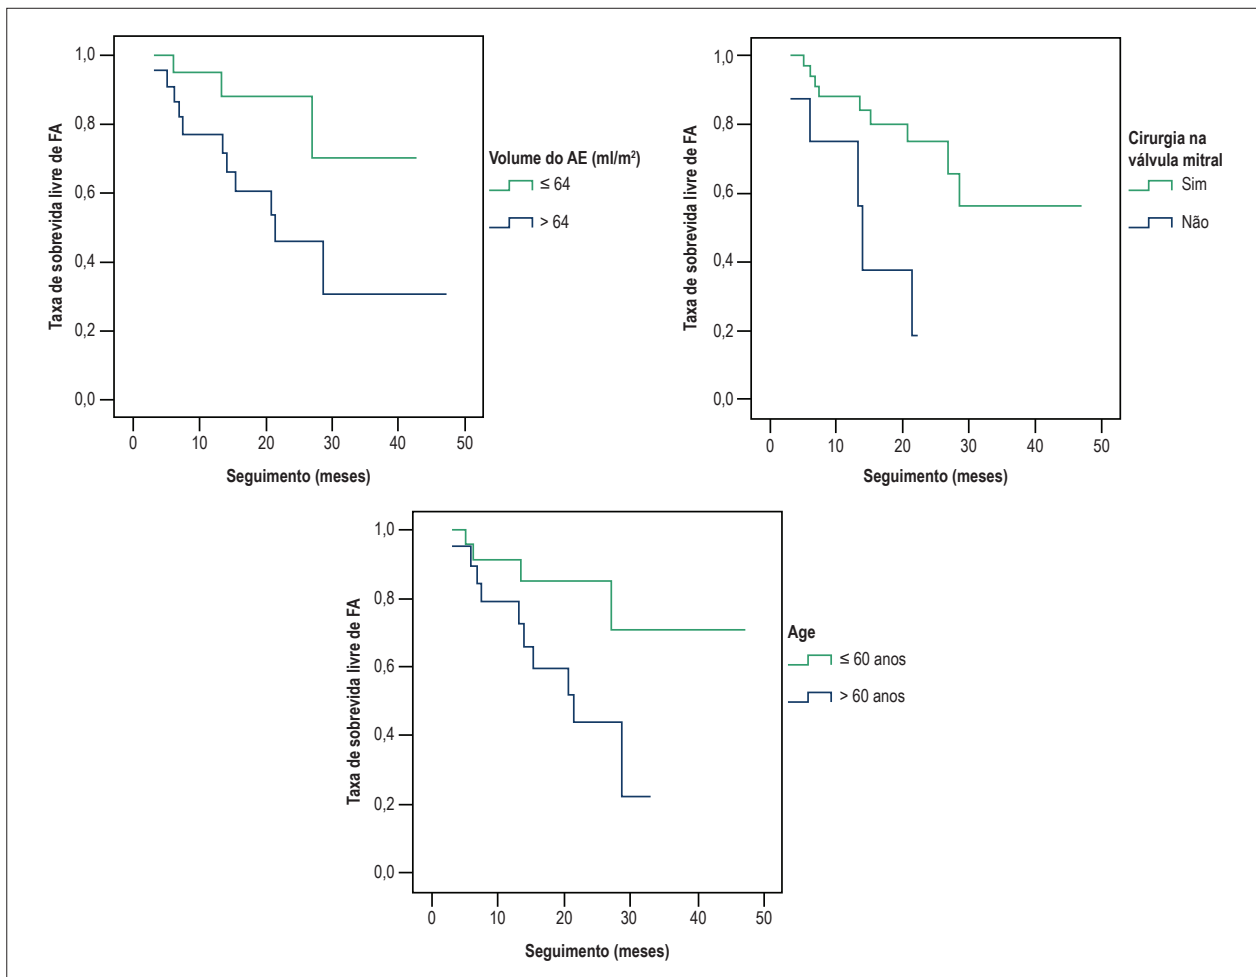 1,0
0,8
0,6
0,4
0,2
0,0
Taxa de sobrevida livre de FA
0 10 20 30 40 50
Seguimento (meses)
Volume do AE (ml/m²)
≤ 64
> 64
1,0
0,8
0,6
0,4
0,2
0,0
Taxa de sobrevida livre de FA
0 10 20 30 40 50
Seguimento (meses)
Cirurgia na
válvula mitral
Sim
Não
1,0
0,8
0,6
0,4
0,2
0,0
Taxa de sobrevida livre de FA
0 10 20 30 40 50
Seguimento (meses)
Age
≤ 60 anos
> 60 anos